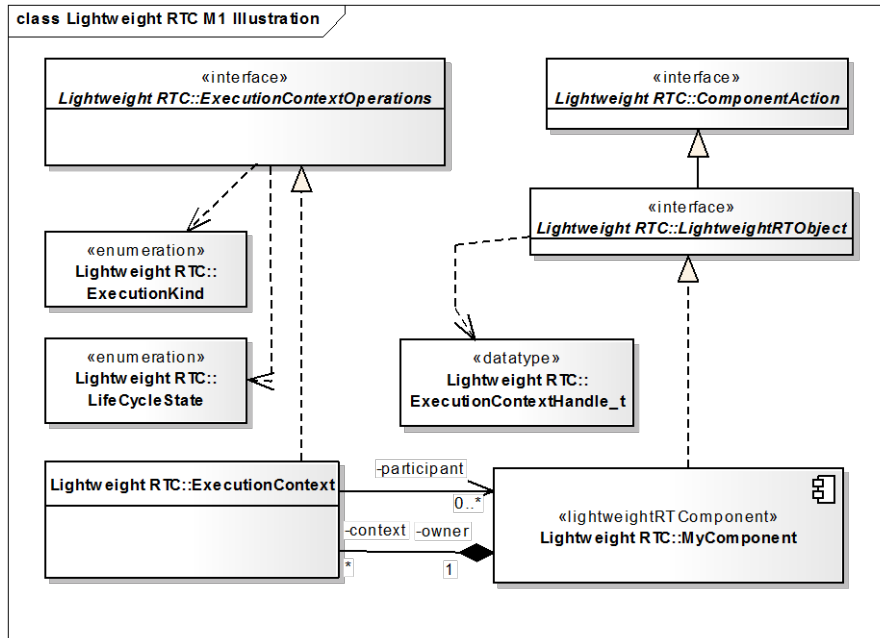 class Lightweight RTC M1 Illustration
«interface»
Lightweight RTC::ExecutionContextOperations
«interface»
Lightweight RTC::ComponentAction
«interface»
Lightweight RTC::LightweightRTObject
«enumeration»
Lightweight RTC::
ExecutionKind
«enumeration»
Lightweight RTC::
LifeCycleState
«datatype»
Lightweight RTC::
ExecutionContextHandle_t
Lightweight RTC::ExecutionContext
-participant
0..*
-context
-owner
*
1
«lightweightRTComponent»
Lightweight RTC::MyComponent